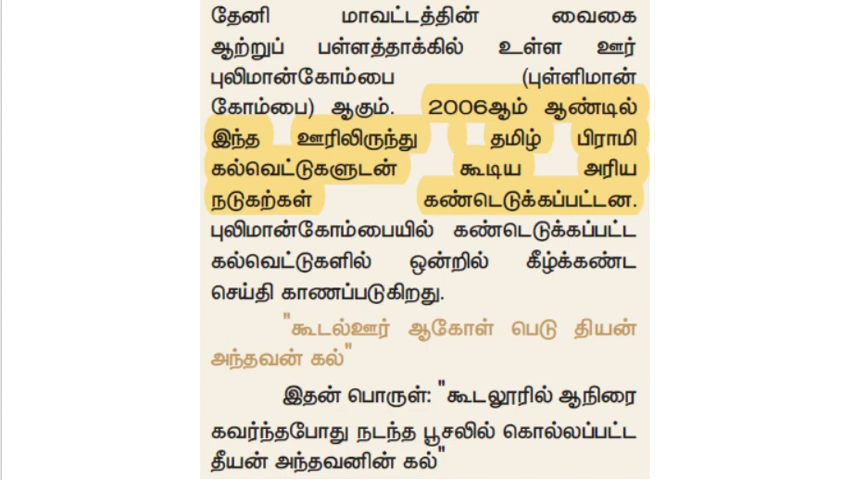 தேனி மாவட்டத்தின் வைகை
ஆற்றுப் பள்ளத்தாக்கில் உள்ள ஊர்
புலிமான்கோம்பை (புள்ளிமான்
கோம்பை) ஆகும். 2006ஆம் ஆண்டில்
இந்த ஊரிலிருந்து தமிழ் பிராமி
கல்வெட்டுகளுடன் கூடிய அரிய
நடுகற்கள் கண்டெடுக்கப்பட்டன.
புலிமான்கோம்பையில் கண்டெடுக்கப்பட்ட
கல்வெட்டுகளில் ஒன்றில் கீழ்க்கண்ட
செய்தி காணப்படுகிறது.
"கூடல்ஊர் ஆகோள் பெடு தியன்
அந்தவன் கல்"
இதன் பொருள்: "கூடலூரில் ஆநிரை
கவர்ந்தபோது நடந்த பூசலில் கொல்லப்பட்ட
தீயன் அந்தவனின் கல்"